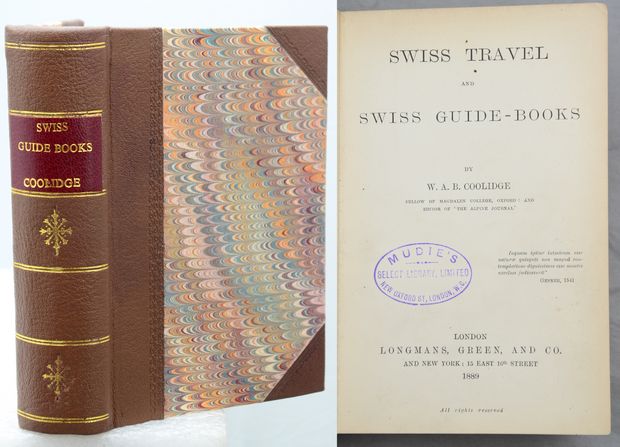 SWISS
GUIDE BOOKS
COOLIDGE
SWISS TRAVEL
AND
SWISS GUIDE-BOOKS
BY
W. A. B. COOLIDGE
FELLOW OF MAGDALEN COLLEGE, OXFORD; AND
EDITOR OF "THE ALPINE JOURNAL"
GESNER, 1541
MUDIE'S
SELECT LIBRARY, LIMITED
NEW OXFORD ST, LONDON, W.C.
LONDON
LONGMANS, GREEN, AND CO.
AND NEW YORK: 15 EAST 16th STREET
1889
All rights reserved